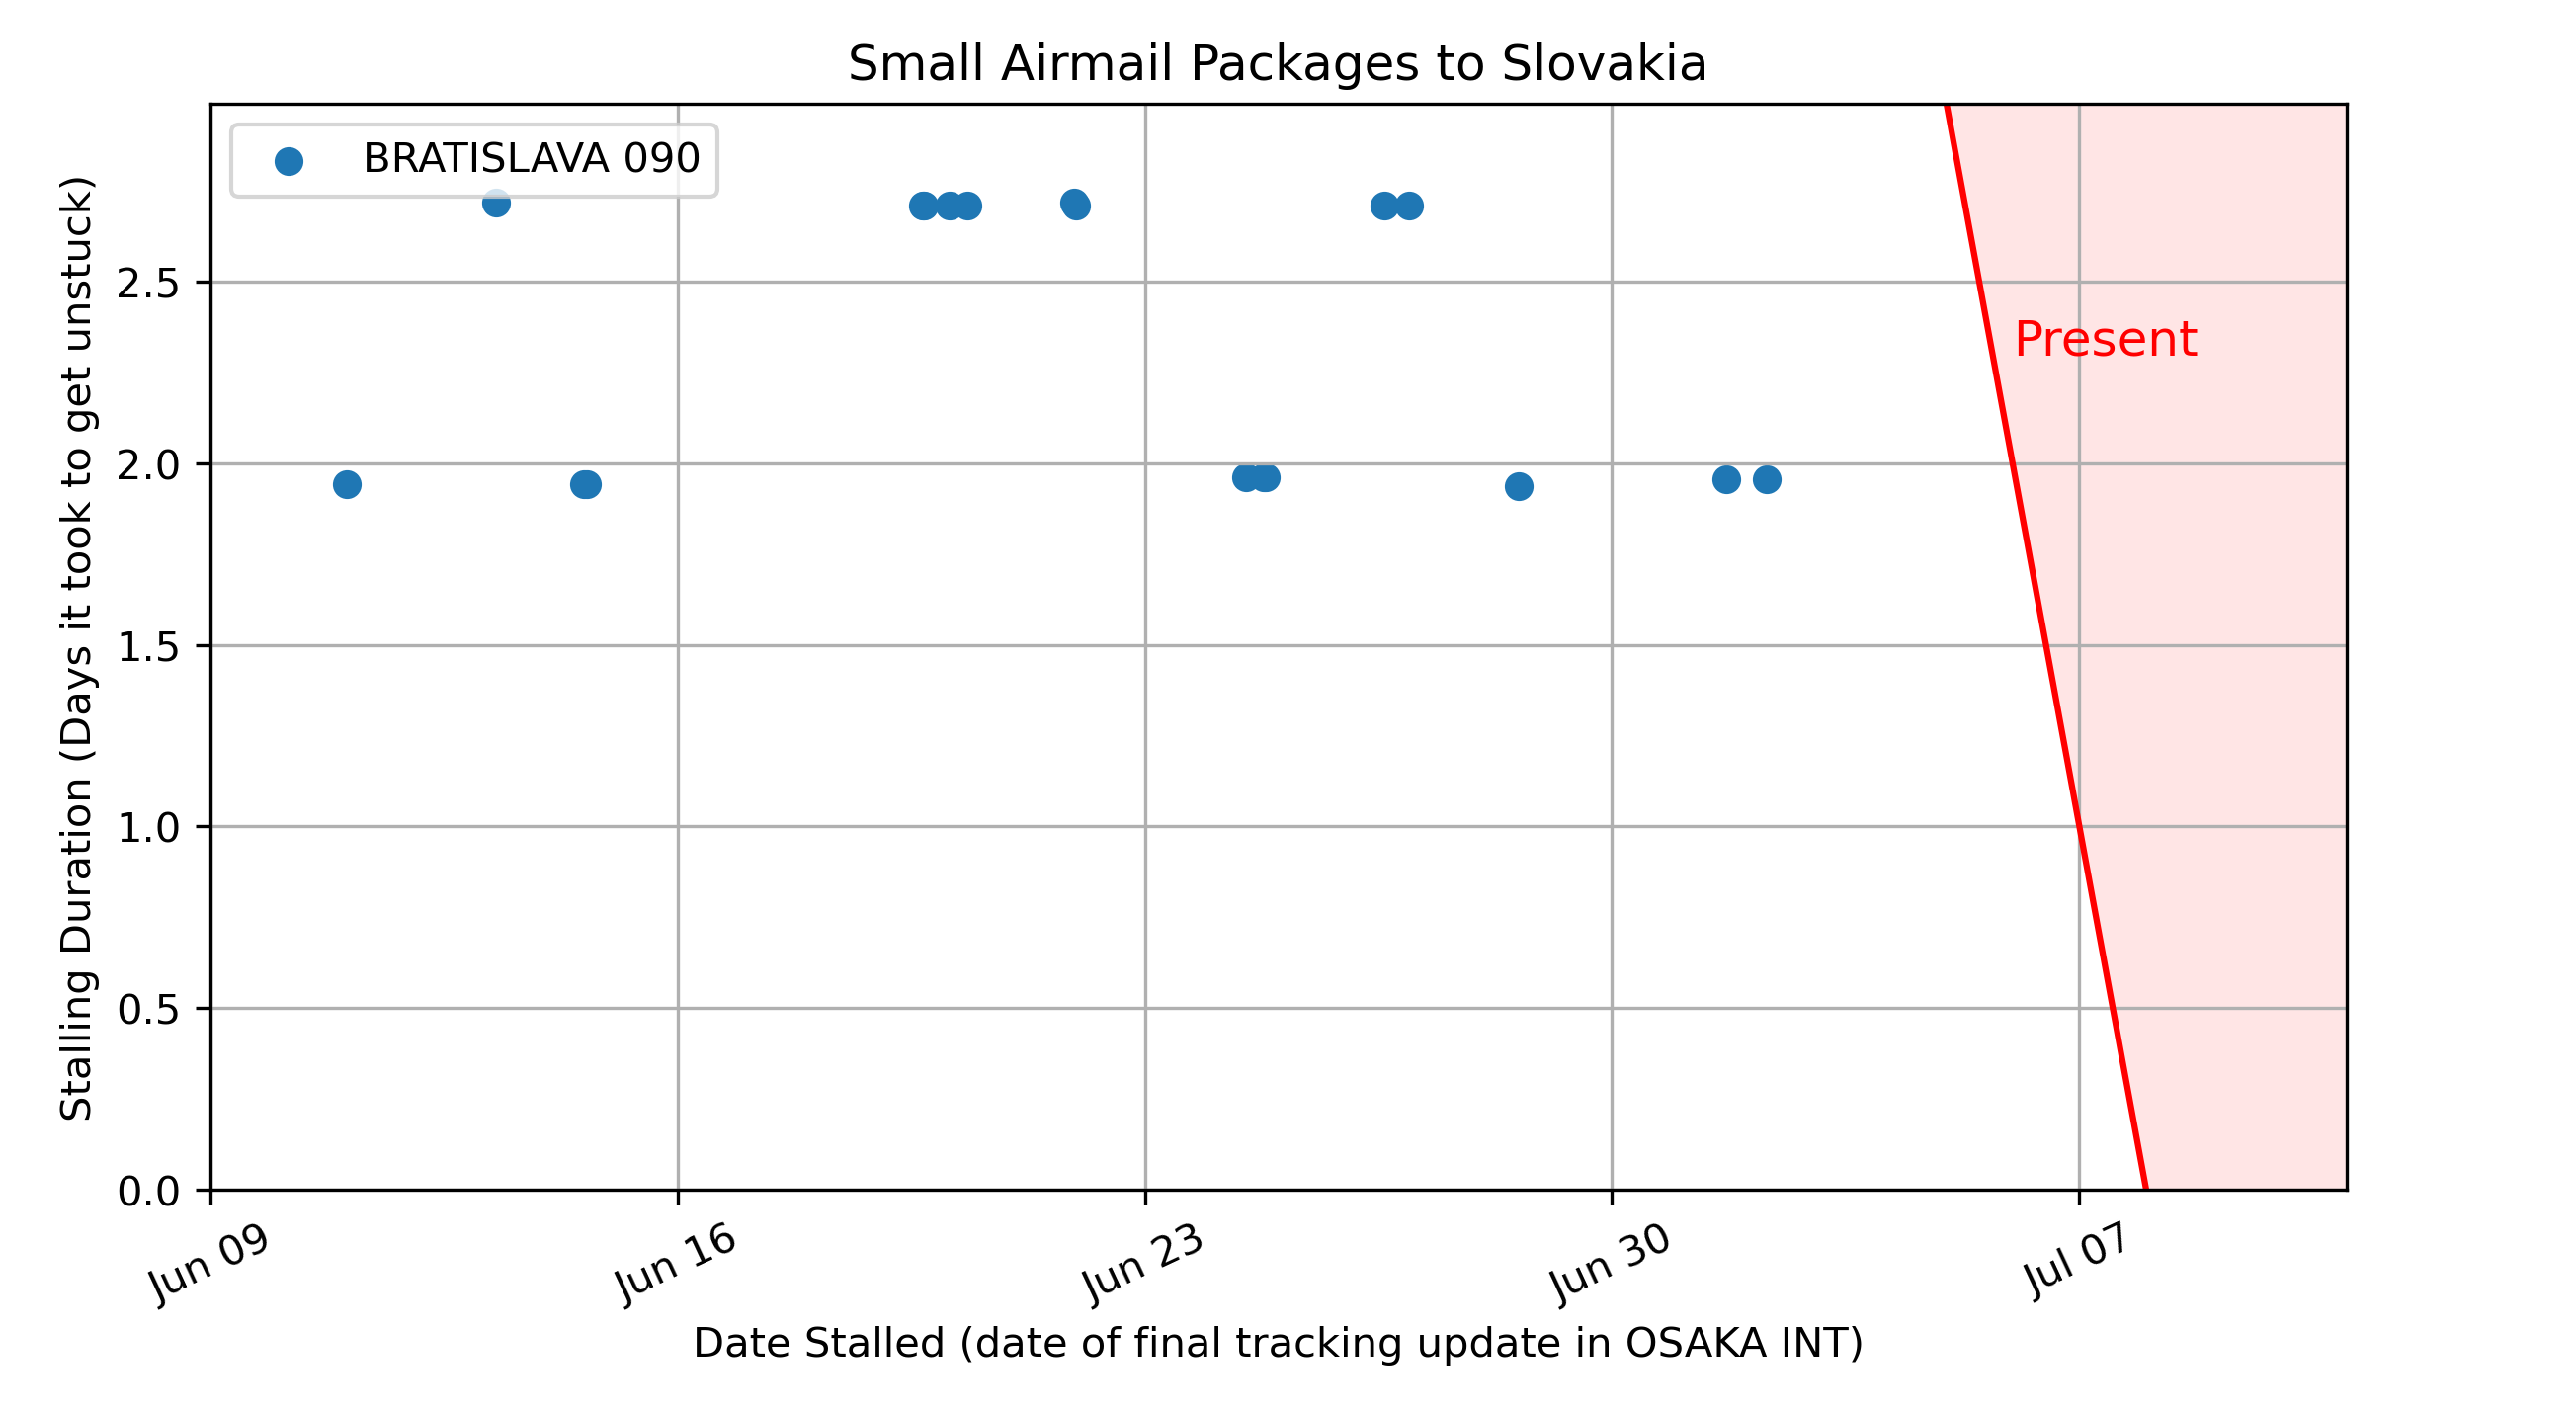 Small Airmail Packages to Slovakia
BRATISLAVA 090
Stalling Duration (Days it took to get unstuck)
2.5
2.0
1.5
1.0
0.5
0.0
Present
Jun 09
Jun 16
Jun 23
Jun 30
Jul 07
Date Stalled (date of final tracking update in OSAKA INT)